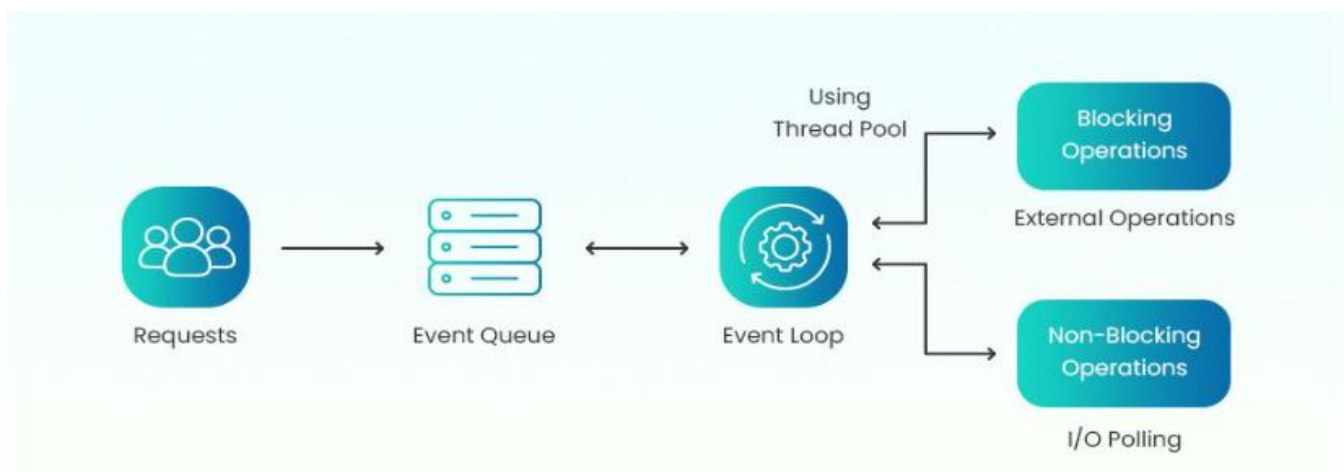 Using
Thread Pool
Blocking
Operations
External Operations
Requests
Event Queue
Event Loop
Non-Blocking
Operations
I/O Polling